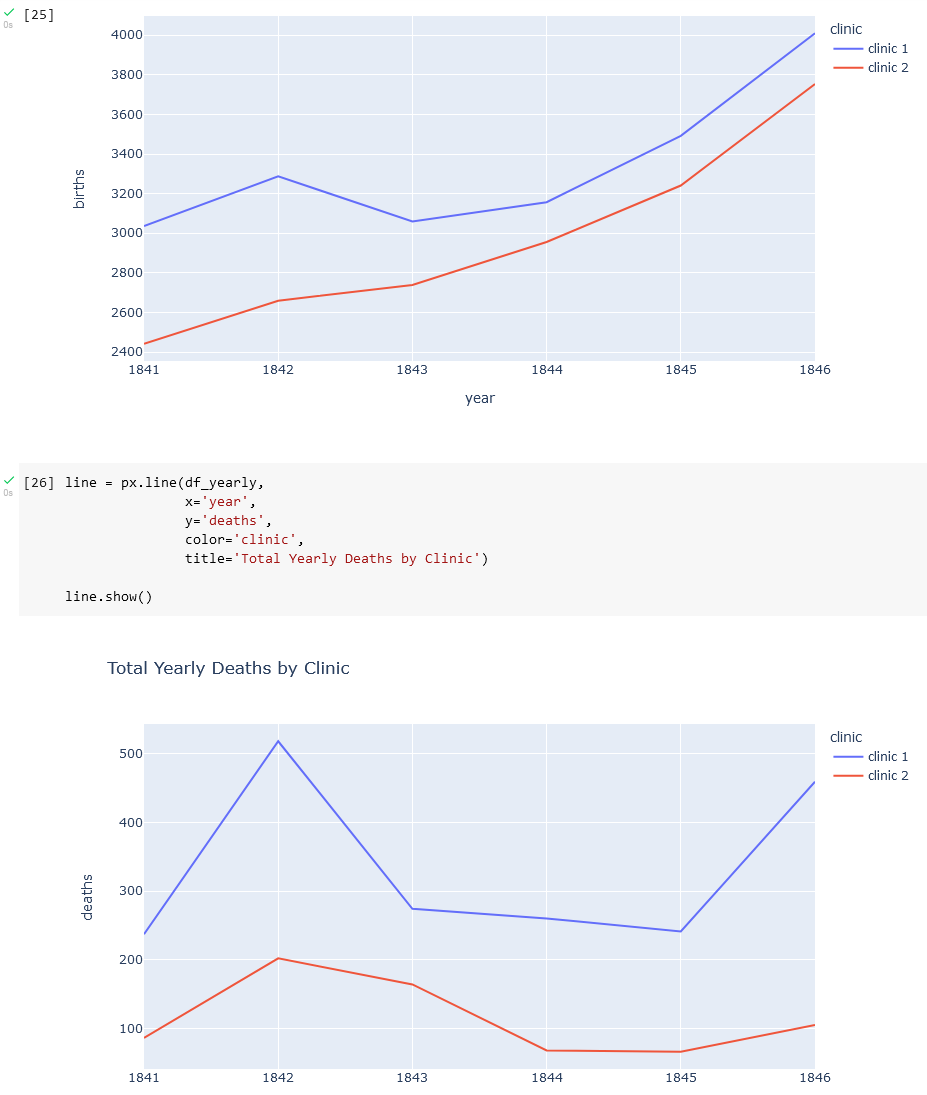 [25]
0s
4000
3800
3600
3400
3200
3000
2800
2600
2400
births
1841 1842 1843 1844 1845 1846
year
clinic
clinic 1
clinic 2
[26] line = px.line(df_yearly,
0s
x='year',
y='deaths',
color='clinic',
title='Total Yearly Deaths by Clinic')
line.show()
Total Yearly Deaths by Clinic
500
400
300
200
100
deaths
1841 1842 1843 1844 1845 1846
clinic
clinic 1
clinic 2